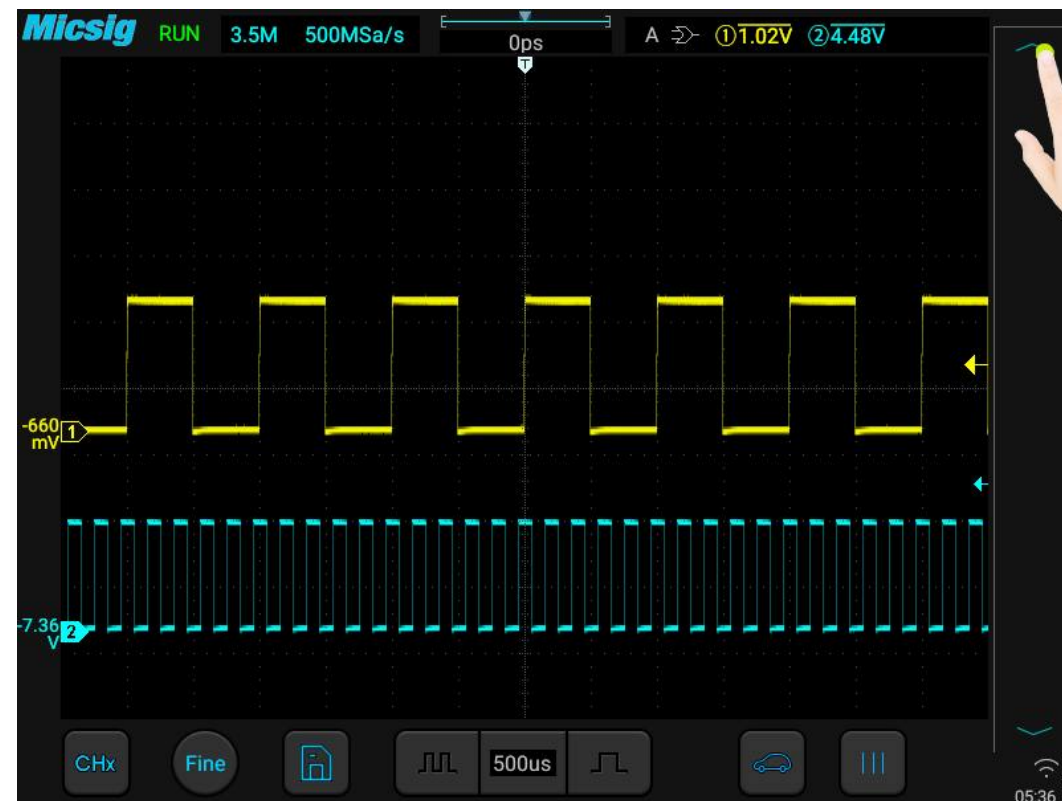 Micsig RUN 3.5M 500MSa/s 0ps A ①1.02V ②4.48V
T
-660
mV
1
-7.36
V
2
CHx Fine 500us
05:36